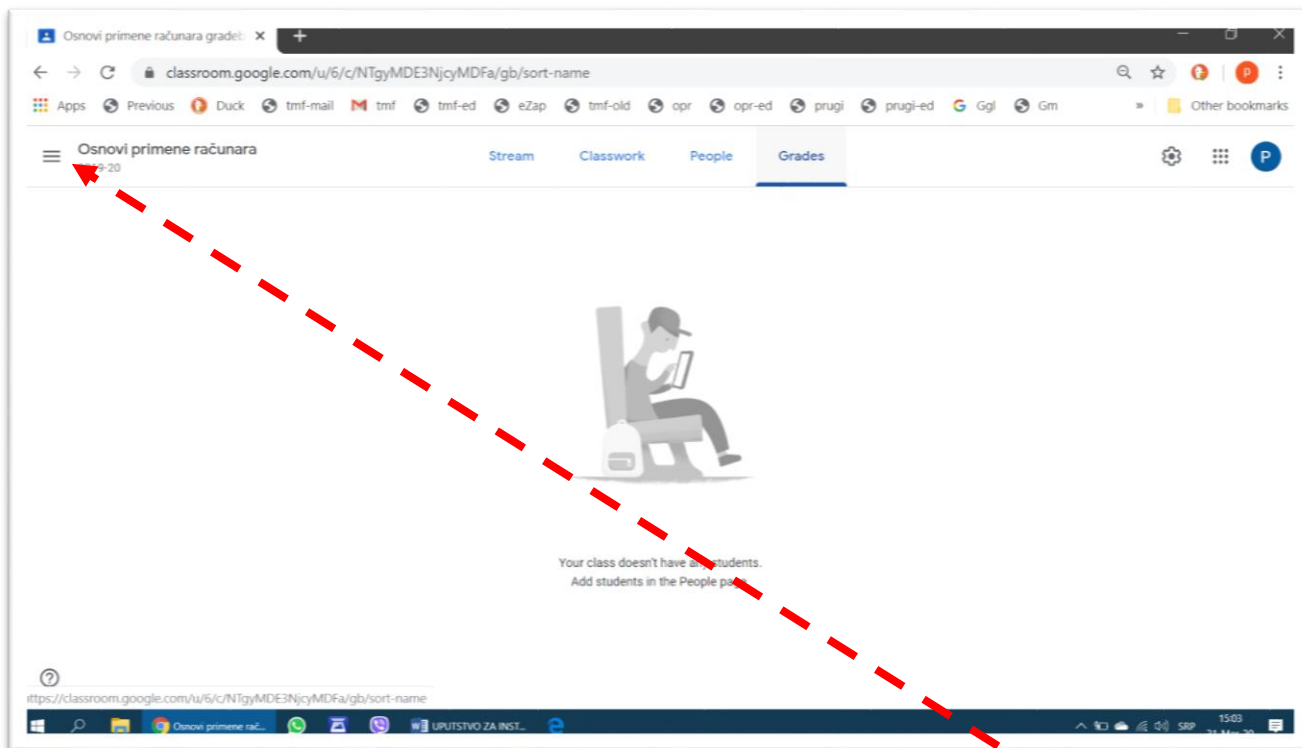 Osnovi primene računara gradeb
classroom.google.com/u/6/c/NTgyMDE3NjcyMDFa/gb/sort-name
Apps Previous Duck tmf-mail tmf tmf-ed eZap tmf-old opr opr-ed prugi prugi-ed Ggl Gm » Other bookmarks
Osnovi primene računara Stream Classwork People Grades P
9-20
Your class doesn't have any students.
Add students in the People page
ttps://classroom.google.com/u/6/c/NTgyMDE3NjcyMDFa/gb/sort-name
Osnovi primene rač... UPUTSTVO ZA INST... SRP 15:03